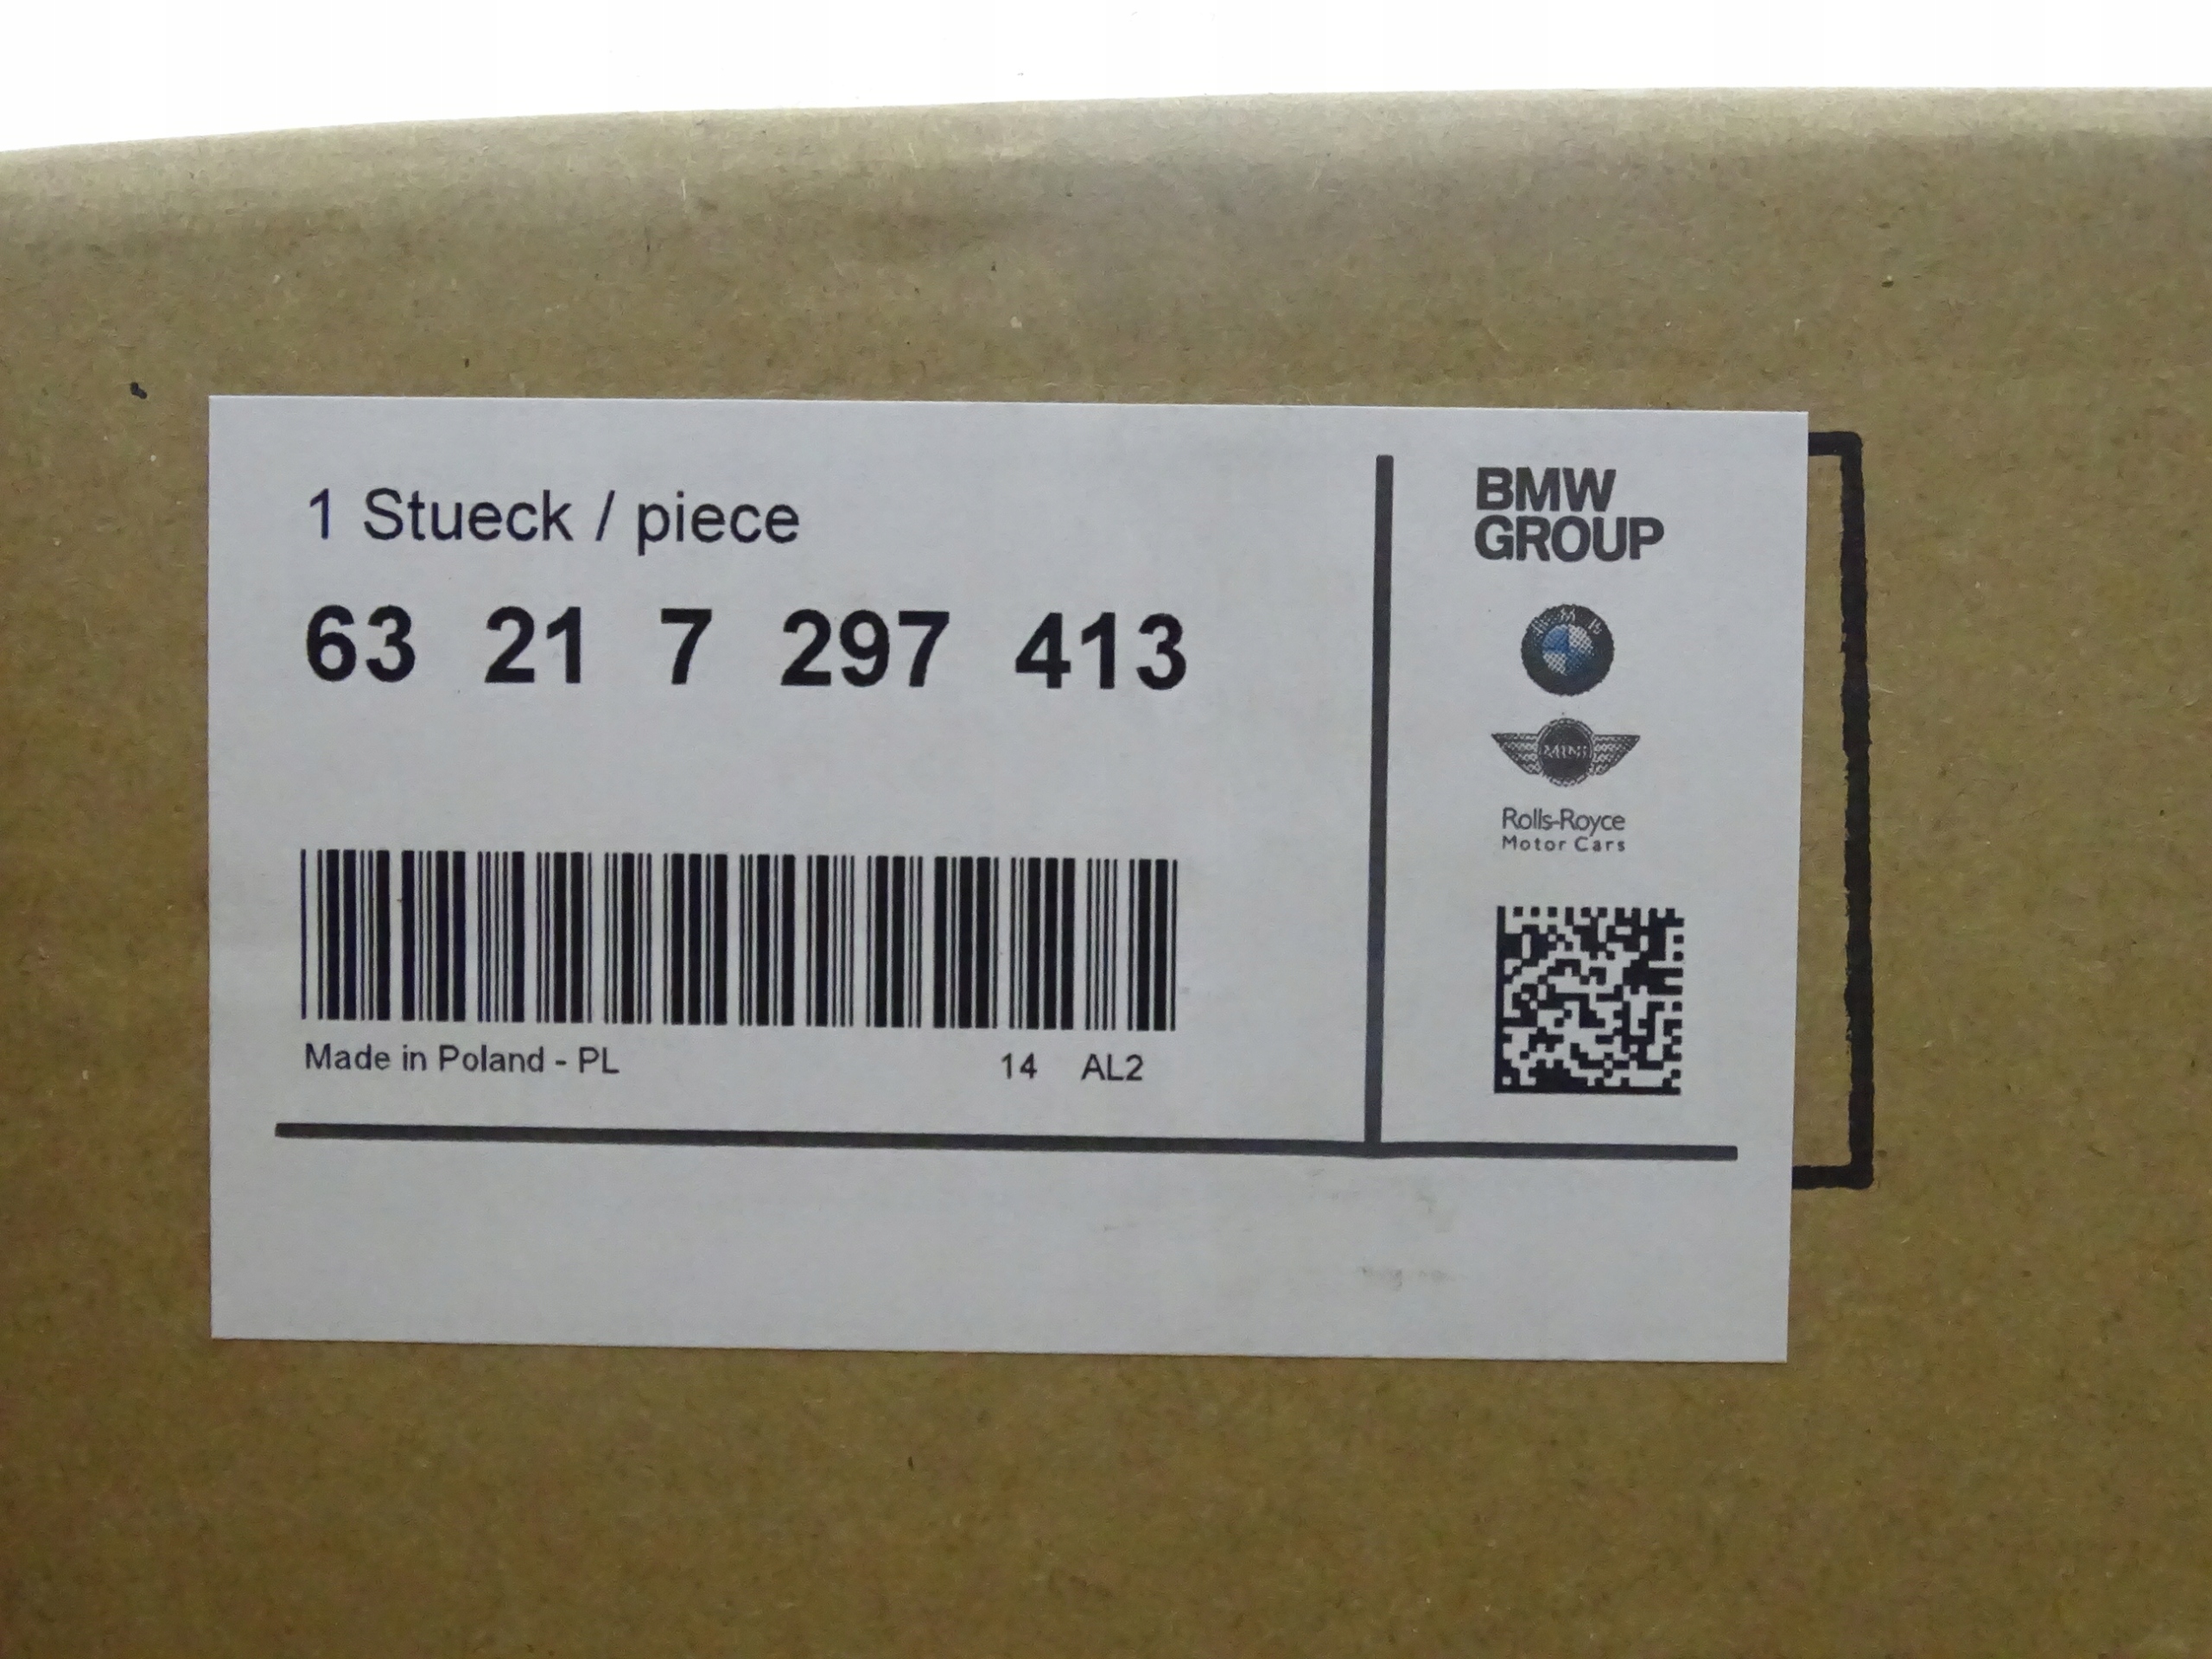 1 Stueck / piece
63 21 7 297 413
Made in Poland - PL
14 AL2
BMW
GROUP
BMW
MINI
Rolls-Royce
Motor Cars